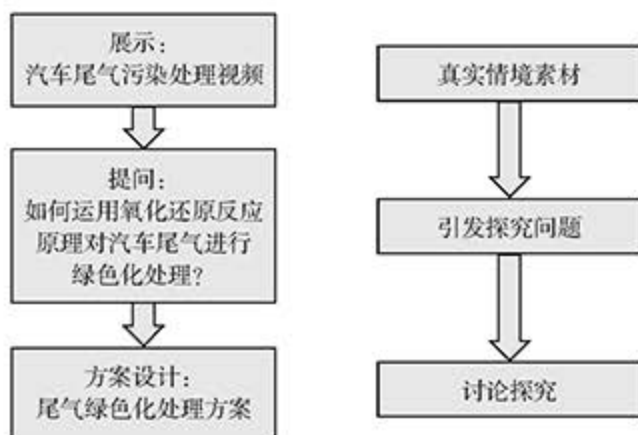 展示：
汽车尾气污染处理视频
提问：
如何运用氧化还原反应
原理对汽车尾气进行
绿色化处理？
方案设计：
尾气绿色化处理方案
真实情境素材
引发探究问题
讨论探究